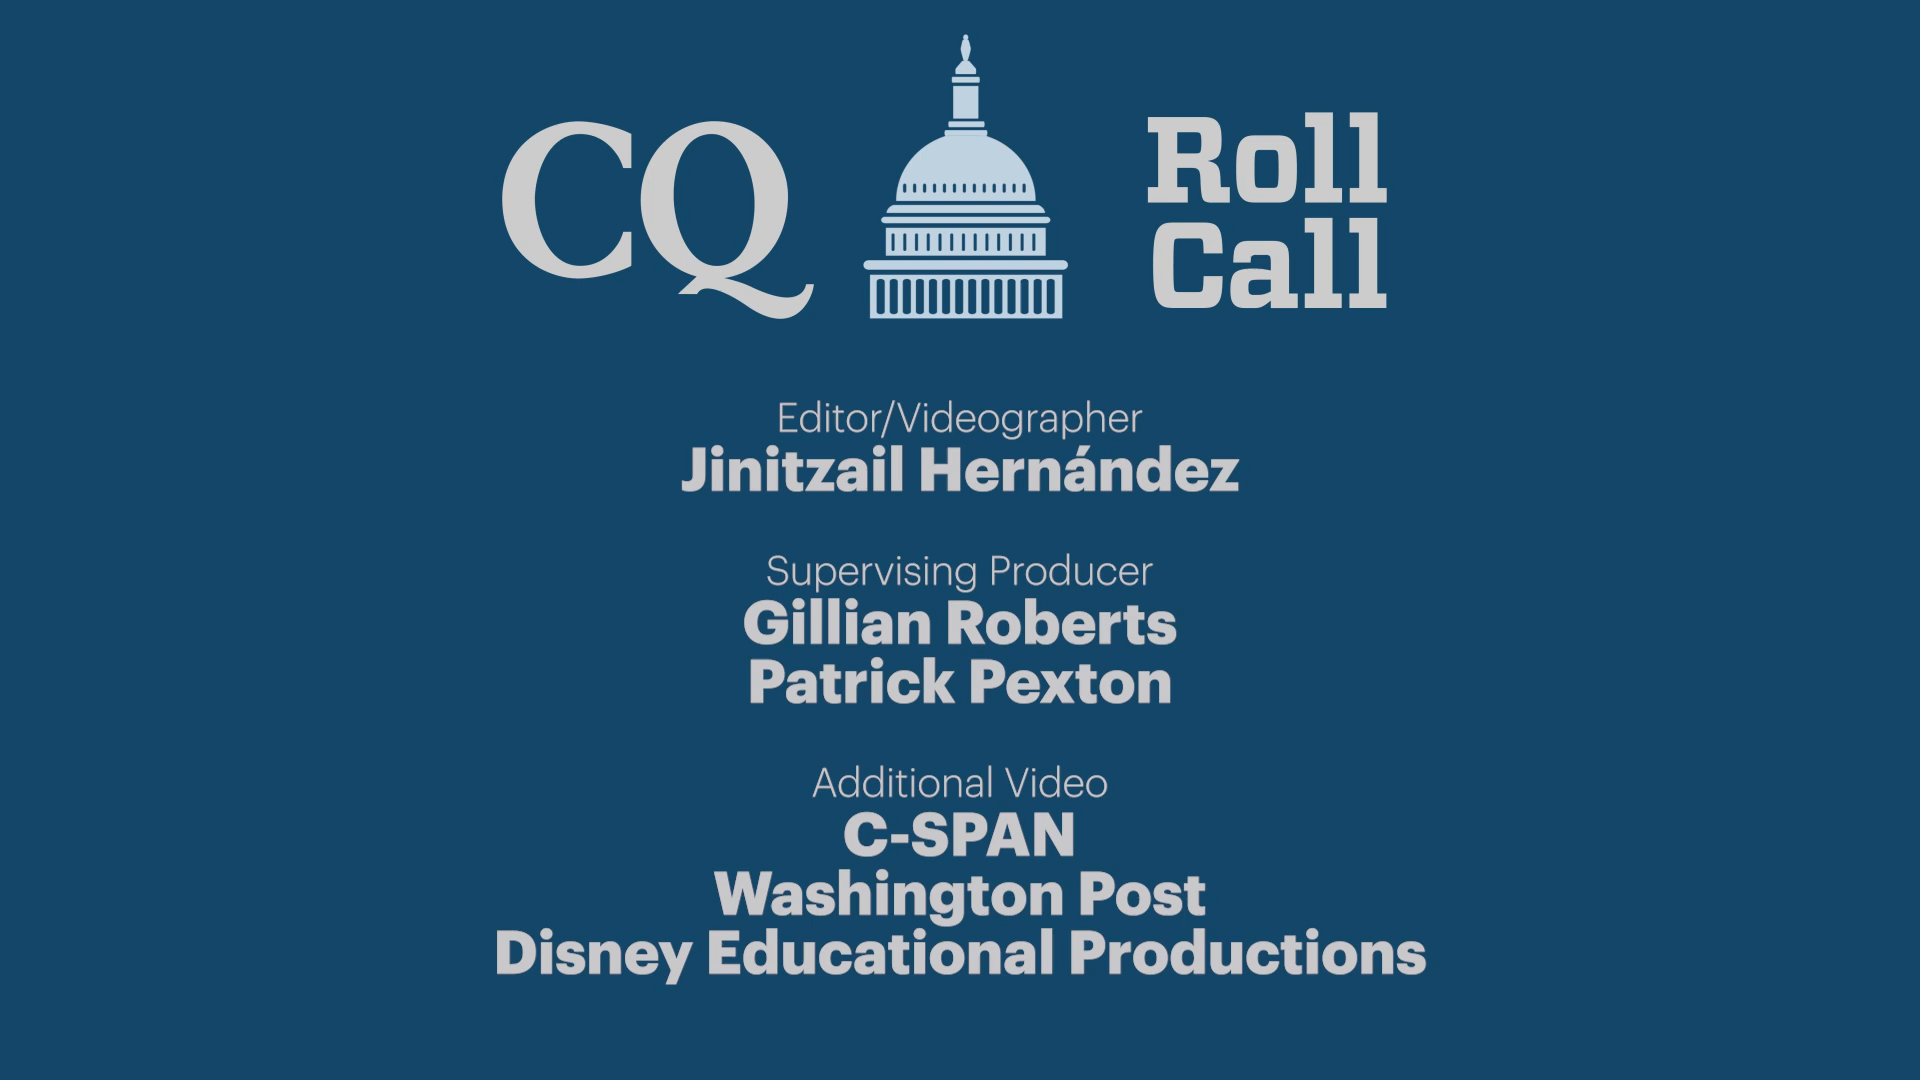 CQ Roll Call
Editor/Videographer
Jinitzail Hernández
Supervising Producer
Gillian Roberts
Patrick Pexton
Additional Video
C-SPAN
Washington Post
Disney Educational Productions